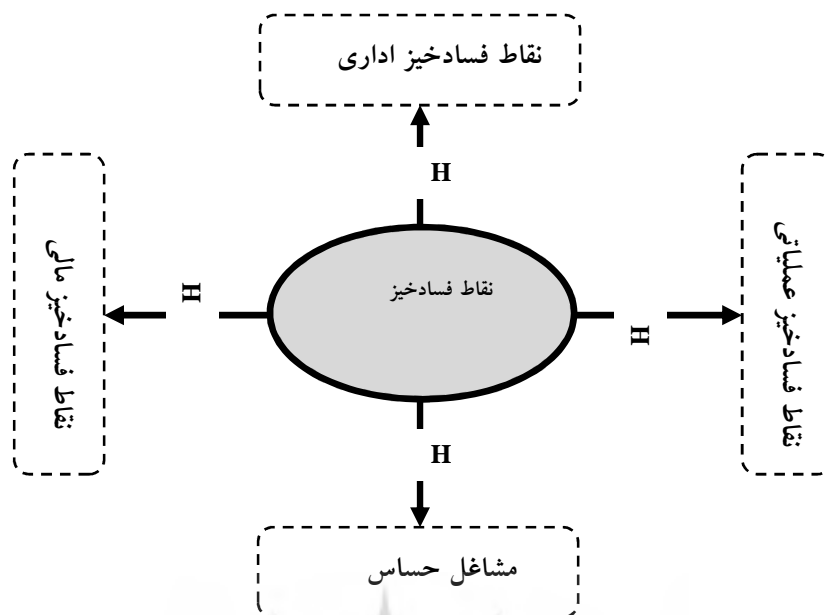 نقاط فسادخیز اداری
H
نقاط فسادخیز مالی
H
نقاط فسادخیز
H
نقاط فسادخیز عملیاتی
H
مشاغل حساس